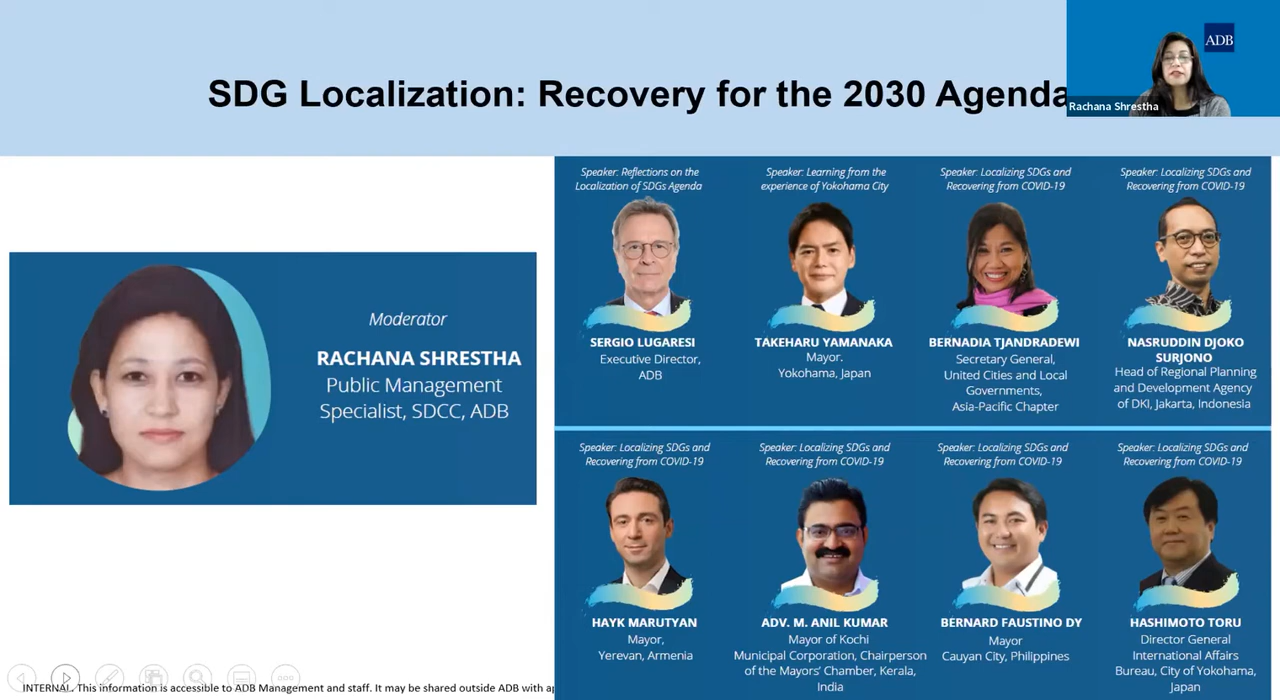 SDG Localization: Recovery for the 2030 Agenda
ADB
Rachana Shrestha
Moderator
RACHANA SHRESTHA
Public Management
Specialist, SDCC, ADB
Speaker: Reflections on the
Localization of SDGs Agenda
SERGIO LUGARESI
Executive Director,
ADB
Speaker: Learning from the
experience of Yokohama City
TAKEHARU YAMANAKA
Mayor.
Yokohama, Japan
Speaker: Localizing SDGs and
Recovering from COVID-19
BERNADIA TJANDRADEWI
Secretary General,
United Cities and Local
Governments,
Asia-Pacific Chapter
Speaker: Localizing SDGs and
Recovering from COVID-19
NASRUDDIN DJOKO
SURJONO
Head of Regional Planning
and Development Agency
of DKI, Jakarta, Indonesia
Speaker: Localizing SDGs and
Recovering from COVID-19
HAYK MARUTYAN
Mayor,
Yerevan, Armenia
Speaker: Localizing SDGs and
Recovering from COVID-19
ADV. M. ANIL KUMAR
Mayor of Kochi
Municipal Corporation, Chairperson
of the Mayors' Chamber, Kerala,
India
Speaker: Localizing SDGs and
Recovering from COVID-19
BERNARD FAUSTINO DY
Mayor
Cauyan City, Philippines
Speaker: Localizing SDGs and
Recovering from COVID-19
HASHIMOTO TORU
Director General
International Affairs
Bureau, City of Yokohama,
Japan
INTERNAL. This information is accessible to ADB Management and staff. It may be shared outside ADB with ap